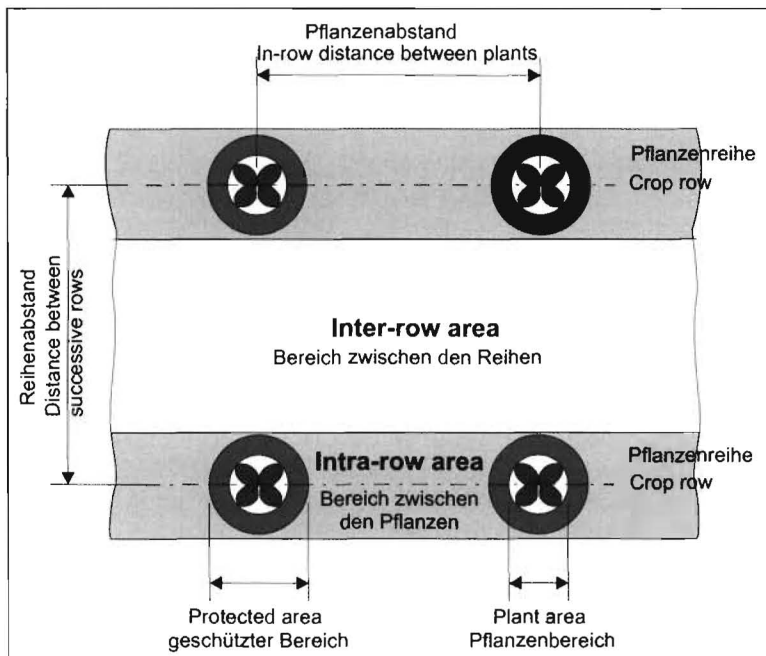 Pflanzenabstand
In-row distance between plants
Pflanzenreihe
Crop row
Reihenabstand
Distance between
successive rows
Inter-row area
Bereich zwischen den Reihen
Intra-row area
Bereich zwischen
den Pflanzen
Pflanzenreihe
Crop row
Protected area
geschützter Bereich
Plant area
Pflanzenbereich